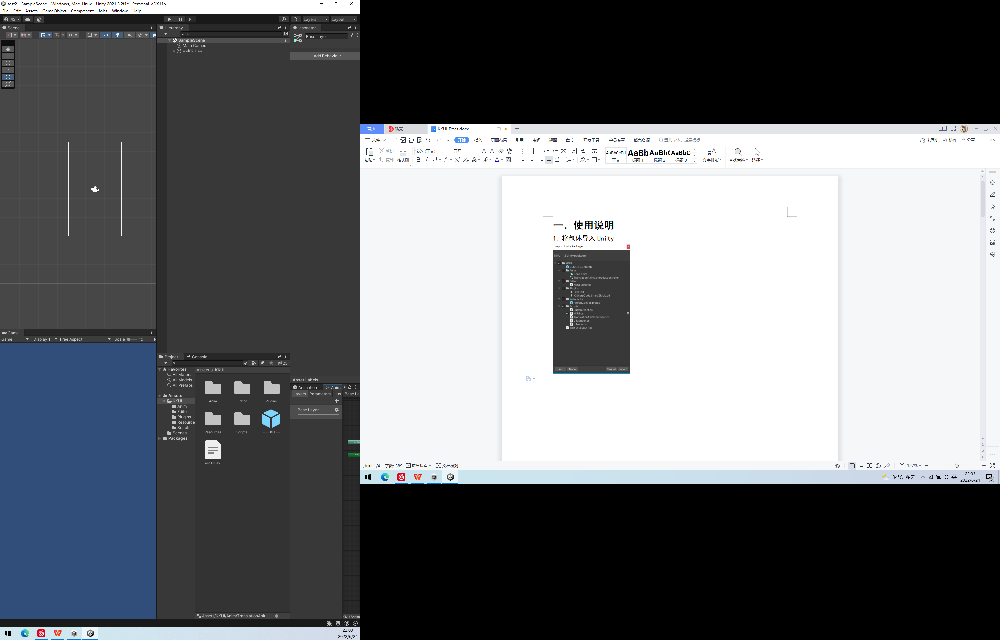 test2 - SampleScene - Windows, Mac, Linux - Unity 2021.3.2f1c1 Personal <DX11>
File Edit Assets GameObject Component Jobs Window Help
Layers Layout
Scene
2D
Hierarchy
All
SampleScene
Main Camera
==KKUI==
Inspector
Base Layer
Add Behaviour
Asset Labels
Game
Game Display 1 Free Aspect Scale 1x
Project Console
23
Favorites
All Materials
All Models
All Prefabs
Assets
KKUI
Anim
Editor
Plugins
Resource
Scripts
Scenes
Packages
Assets > KKUI
Anim Editor Plugins
Resources Scripts ==KKUI==
Test UILay...
Assets/KKUI/Anim/TranslationAnir
Animation Anima
Layers Parameters Base La
Base Layer
KKUI/Anim
22:03
2022/6/24
首页 稻壳 KKUI Docs.docx
文件 开始 插入 页面布局 引用 审阅 视图 章节 开发工具 会员专享 稻壳资源 查找命令、搜索模板 未同步 协作 分享
粘贴 剪切 复制 格式刷
宋体 (正文) 五号
AaBbCcDd AaBb AaBb( AaBbC(
正文 标题 1 标题 2 标题 3
文字排版 查找替换 选择
一. 使用说明
1. 将包体导入 Unity
Import Unity Package
KKUI 1.2 unitypackage
KKUI
==KKUI==.prefab
Anim
None.anim
TranslationAnimController.controller
Editor
KKUI Editor.cs
Plugins
Excel.dll
ICSharpCode.SharpZipLib.dll
Resources
PrefabCanvas.prefab
Scripts
ButtonEvent.cs
KKUI.cs
TranslationAnimcontroller.cs
UIManger.cs
UiNode.cs
Test UILayout .txt
All None Cancel Import
页面: 1/4 字数: 389 拼写检查 文档校对 127%
34°C 多云 英 22:03
2022/6/24
5